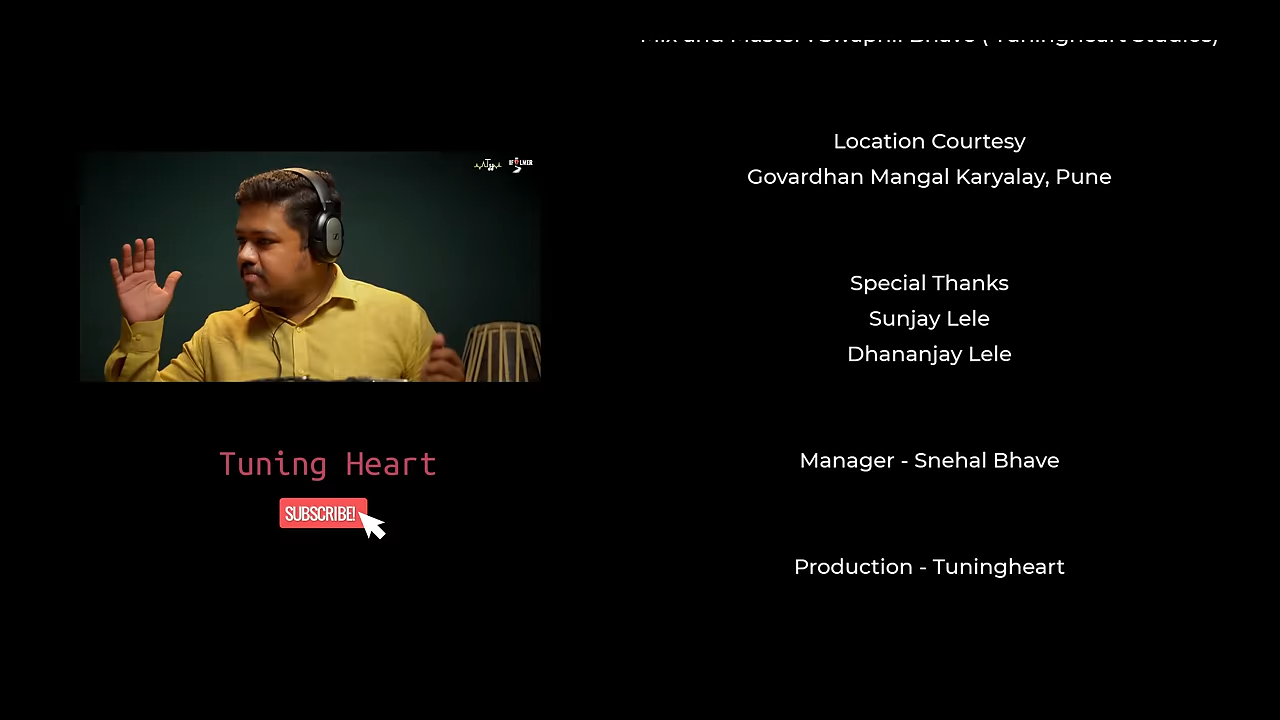 Location Courtesy
Govardhan Mangal Karyalay, Pune
Special Thanks
Sunjay Lele
Dhananjay Lele
Manager - Snehal Bhave
Production - Tuningheart
Tuning Heart
SUBSCRIBE!